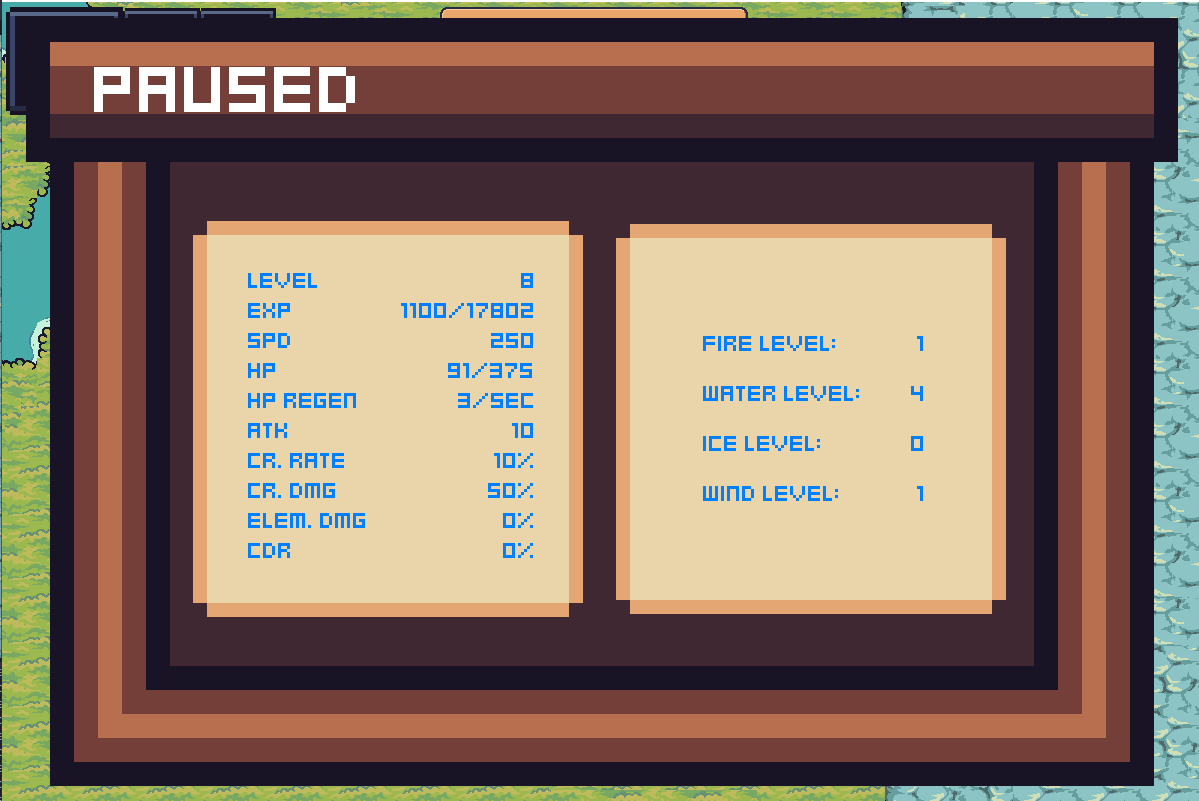 PAUSED
LEVEL 8
EXP 1100/17802
SPD 250
HP 91/375
HP REGEN 3/SEC
ATK 10
CR. RATE 10%
CR. DMG 50%
ELEM. DMG 0%
CDR 0%
FIRE LEVEL: 1
WATER LEVEL: 4
ICE LEVEL: 0
WIND LEVEL: 1